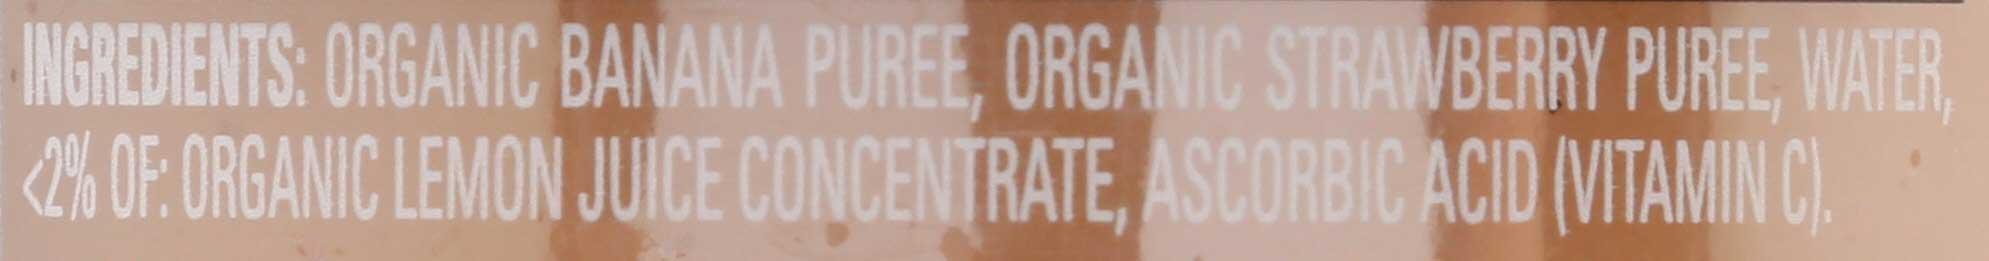 INGREDIENTS: ORGANIC BANANA PUREE, ORGANIC STRAWBERRY PUREE, WATER,
<2% OF: ORGANIC LEMON JUICE CONCENTRATE, ASCORBIC ACID (VITAMIN C).